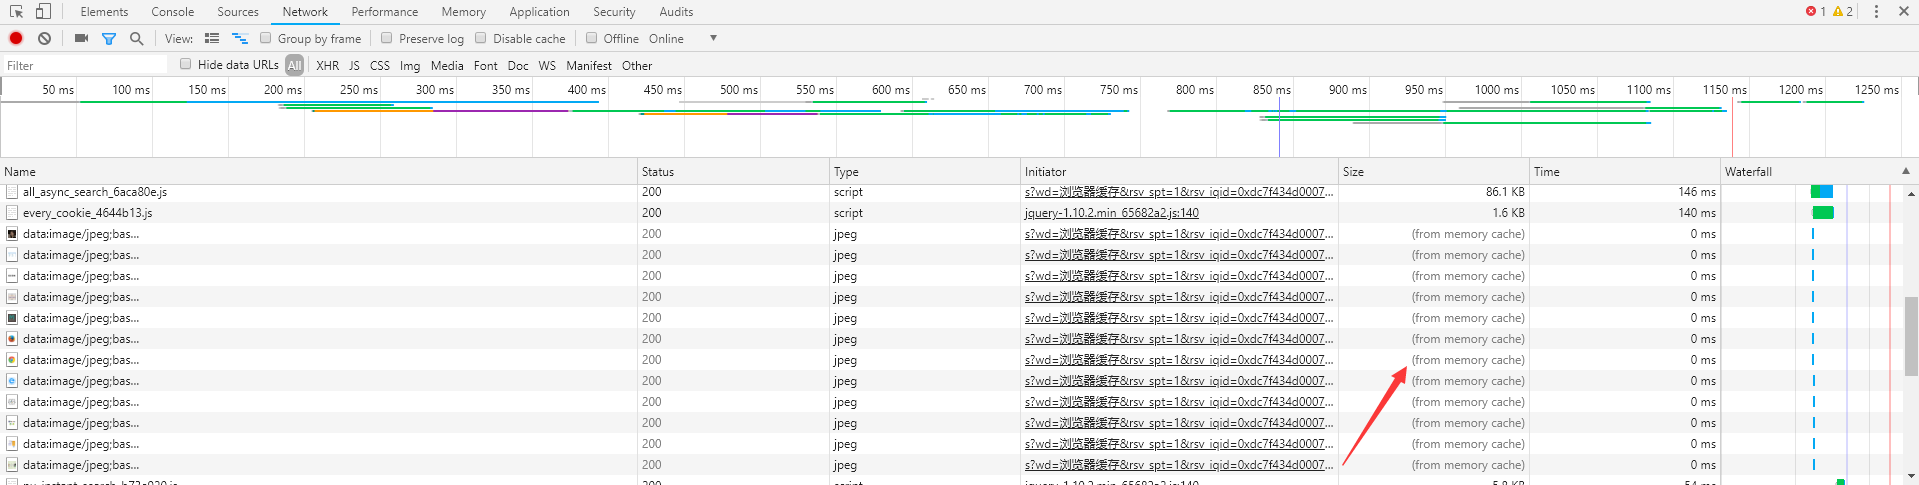 Elements Console Sources Network Performance Memory Application Security Audits 1 2
View: Group by frame Preserve log Disable cache Offline Online
Filter Hide data URLs All XHR JS CSS Img Media Font Doc WS Manifest Other
50 ms 100 ms 150 ms 200 ms 250 ms 300 ms 350 ms 400 ms 450 ms 500 ms 550 ms 600 ms 650 ms 700 ms 750 ms 800 ms 850 ms 900 ms 950 ms 1000 ms 1050 ms 1100 ms 1150 ms 1200 ms 1250 ms
Name Status Type Initiator Size Time Waterfall
all_async_search_6aca80e.js 200 script s?wd=浏览器缓存&rsv_spt=1&rsv_iqid=0xdc7f434d0007... 86.1 KB 146 ms
every_cookie_4644b13.js 200 script jquery-1.10.2.min_65682a2.js:140 1.6 KB 140 ms
data:image/jpeg;bas... 200 jpeg s?wd=浏览器缓存&rsv_spt=1&rsv_iqid=0xdc7f434d0007... (from memory cache) 0 ms
data:image/jpeg;bas... 200 jpeg s?wd=浏览器缓存&rsv_spt=1&rsv_iqid=0xdc7f434d0007... (from memory cache) 0 ms
data:image/jpeg;bas... 200 jpeg s?wd=浏览器缓存&rsv_spt=1&rsv_iqid=0xdc7f434d0007... (from memory cache) 0 ms
data:image/jpeg;bas... 200 jpeg s?wd=浏览器缓存&rsv_spt=1&rsv_iqid=0xdc7f434d0007... (from memory cache) 0 ms
data:image/jpeg;bas... 200 jpeg s?wd=浏览器缓存&rsv_spt=1&rsv_iqid=0xdc7f434d0007... (from memory cache) 0 ms
data:image/jpeg;bas... 200 jpeg s?wd=浏览器缓存&rsv_spt=1&rsv_iqid=0xdc7f434d0007... (from memory cache) 0 ms
data:image/jpeg;bas... 200 jpeg s?wd=浏览器缓存&rsv_spt=1&rsv_iqid=0xdc7f434d0007... (from memory cache) 0 ms
data:image/jpeg;bas... 200 jpeg s?wd=浏览器缓存&rsv_spt=1&rsv_iqid=0xdc7f434d0007... (from memory cache) 0 ms
data:image/jpeg;bas... 200 jpeg s?wd=浏览器缓存&rsv_spt=1&rsv_iqid=0xdc7f434d0007... (from memory cache) 0 ms
data:image/jpeg;bas... 200 jpeg s?wd=浏览器缓存&rsv_spt=1&rsv_iqid=0xdc7f434d0007... (from memory cache) 0 ms
data:image/jpeg;bas... 200 jpeg s?wd=浏览器缓存&rsv_spt=1&rsv_iqid=0xdc7f434d0007... (from memory cache) 0 ms
data:image/jpeg;bas... 200 jpeg s?wd=浏览器缓存&rsv_spt=1&rsv_iqid=0xdc7f434d0007... (from memory cache) 0 ms
200 script jquery-1.10.2.min_65682a2.js:140 5.8 KB 54 ms